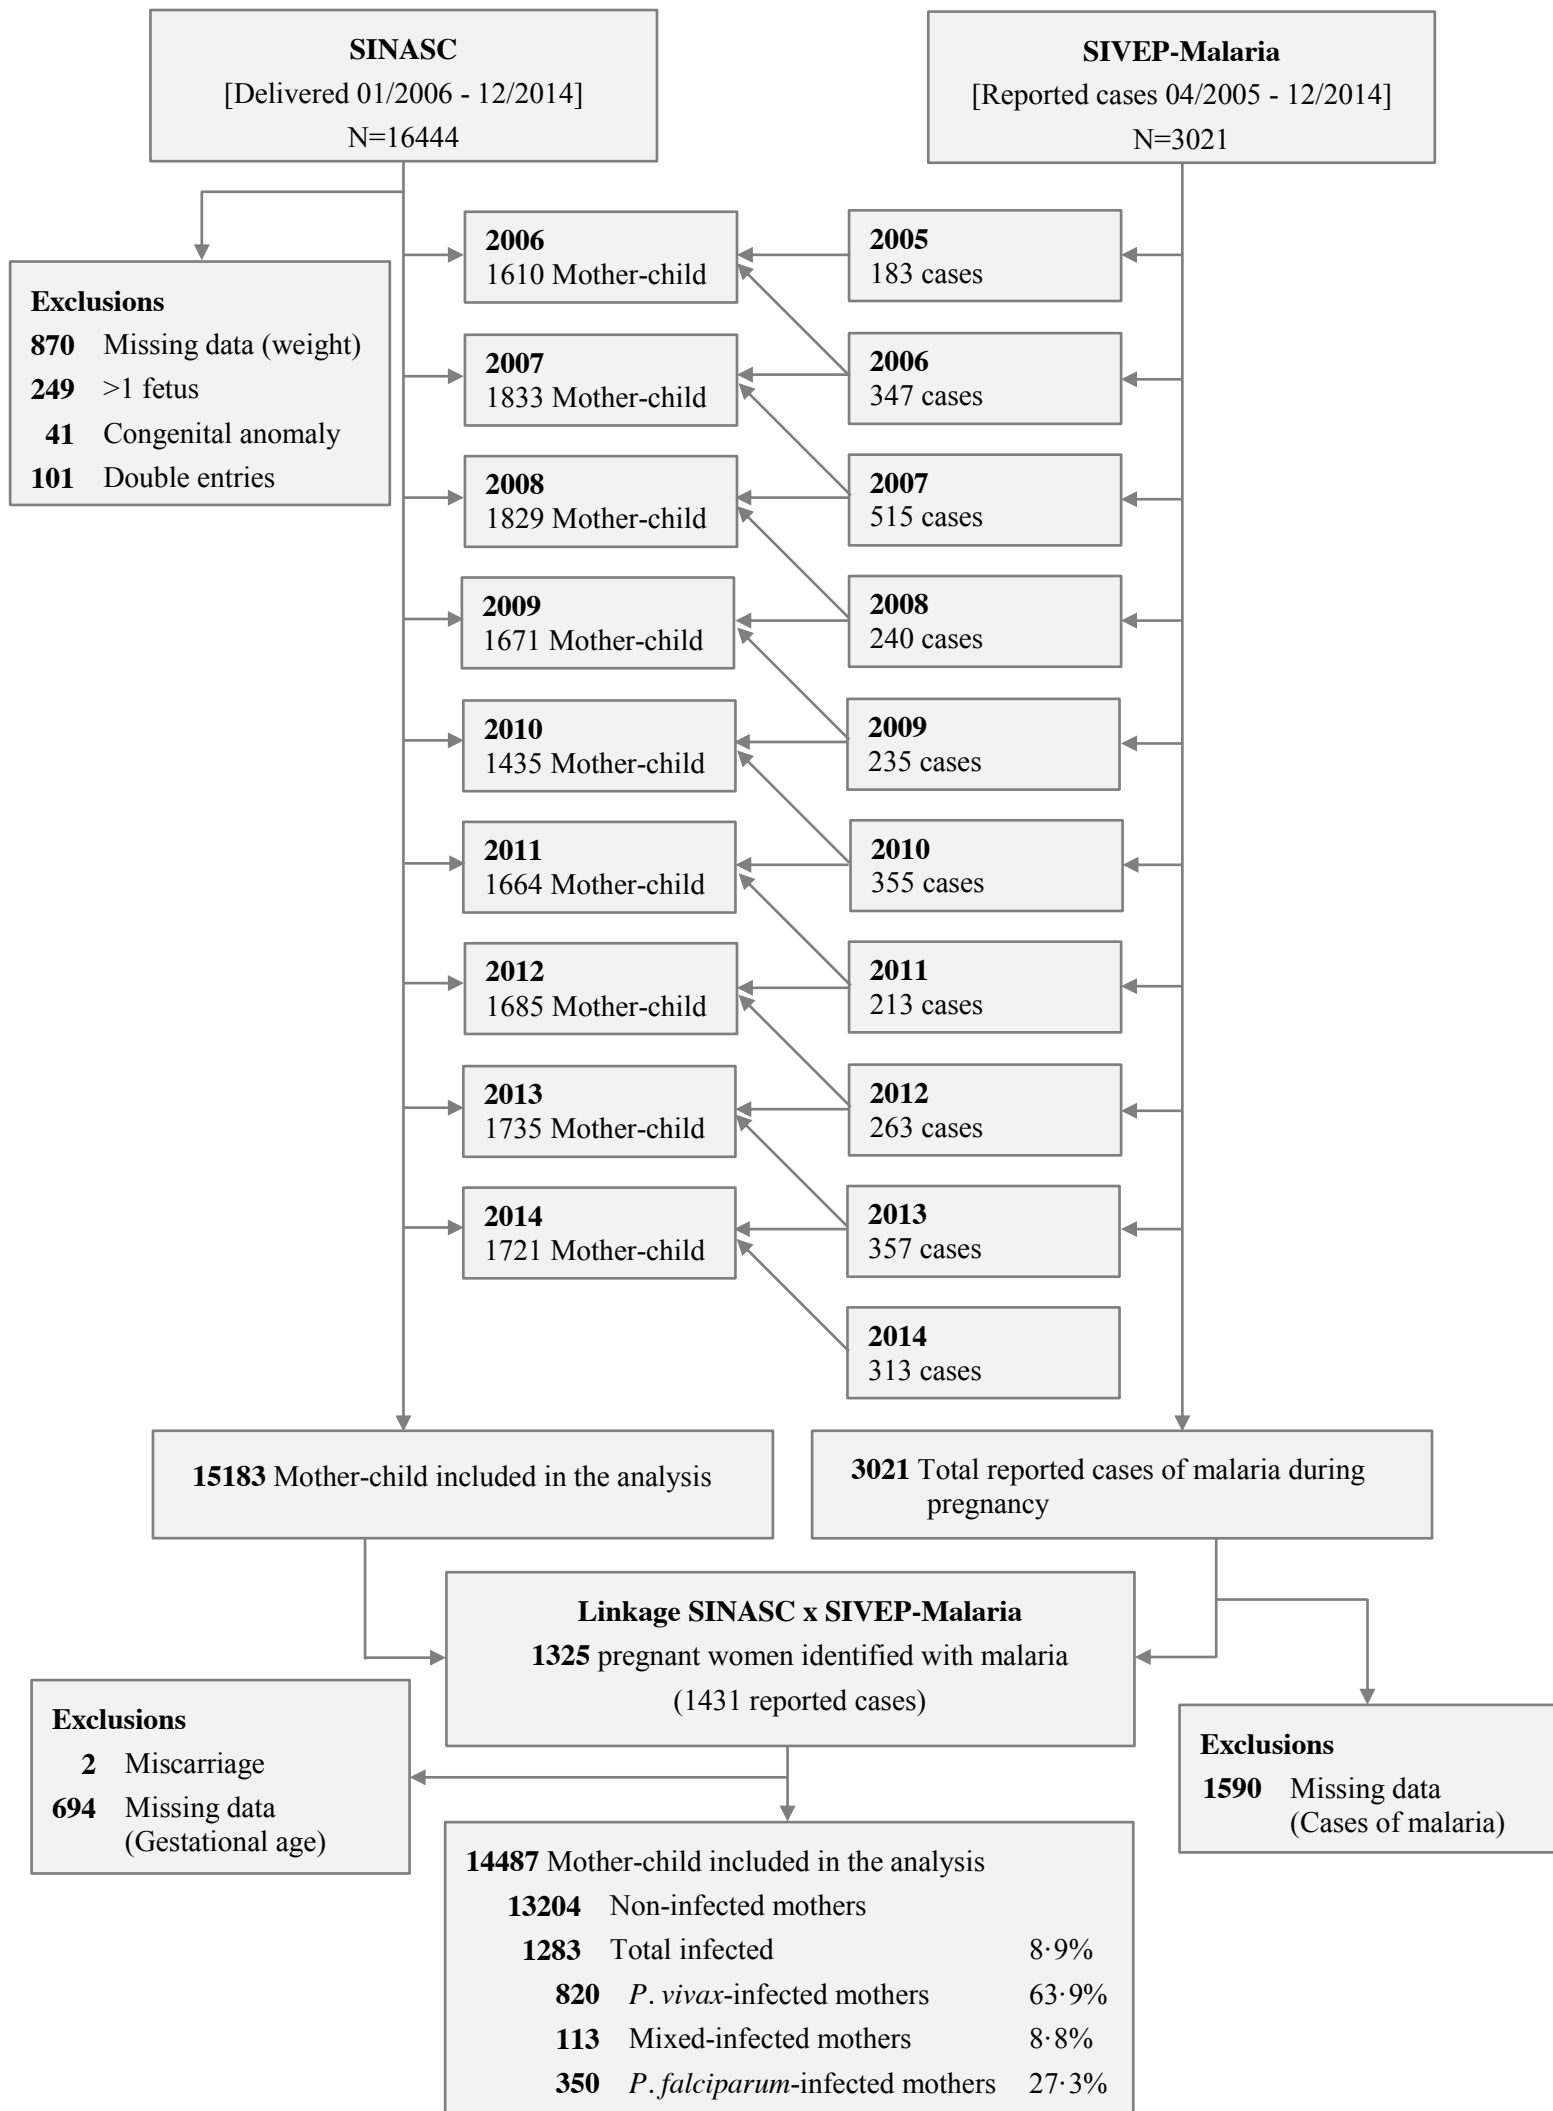 SINASC
[Delivered 01/2006 - 12/2014]
N=16444
SIVEP-Malaria
[Reported cases 04/2005 - 12/2014]
N=3021
Exclusions
870 Missing data (weight)
249 >1 fetus
41 Congenital anomaly
101 Double entries
2006
1610 Mother-child
2005
183 cases
2007
1833 Mother-child
2006
347 cases
2008
1829 Mother-child
2007
515 cases
2009
1671 Mother-child
2008
240 cases
2010
1435 Mother-child
2009
235 cases
2011
1664 Mother-child
2010
355 cases
2012
1685 Mother-child
2011
213 cases
2013
1735 Mother-child
2012
263 cases
2014
1721 Mother-child
2013
357 cases
2014
313 cases
15183 Mother-child included in the analysis
3021 Total reported cases of malaria during
pregnancy
Linkage SINASC x SIVEP-Malaria
1325 pregnant women identified with malaria
(1431 reported cases)
Exclusions
2 Miscarriage
694 Missing data
(Gestational age)
Exclusions
1590 Missing data
(Cases of malaria)
14487 Mother-child included in the analysis
13204 Non-infected mothers
1283 Total infected 8·9%
820 P. vivax-infected mothers 63·9%
113 Mixed-infected mothers 8·8%
350 P. falciparum-infected mothers 27·3%